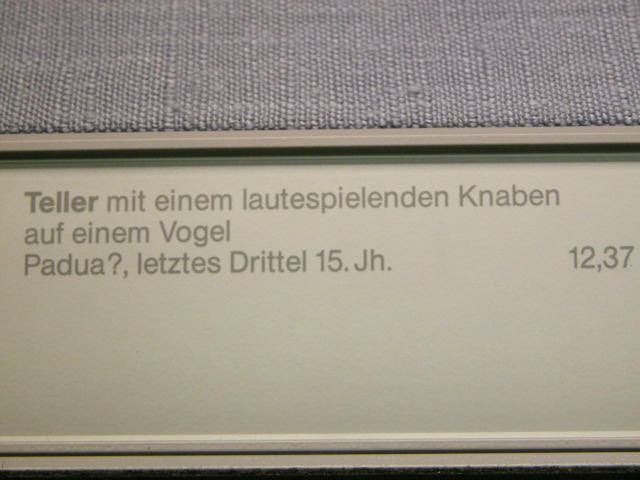 Teller mit einem lautespielenden Knaben
auf einem Vogel
Padua?, letztes Drittel 15. Jh. 12,37